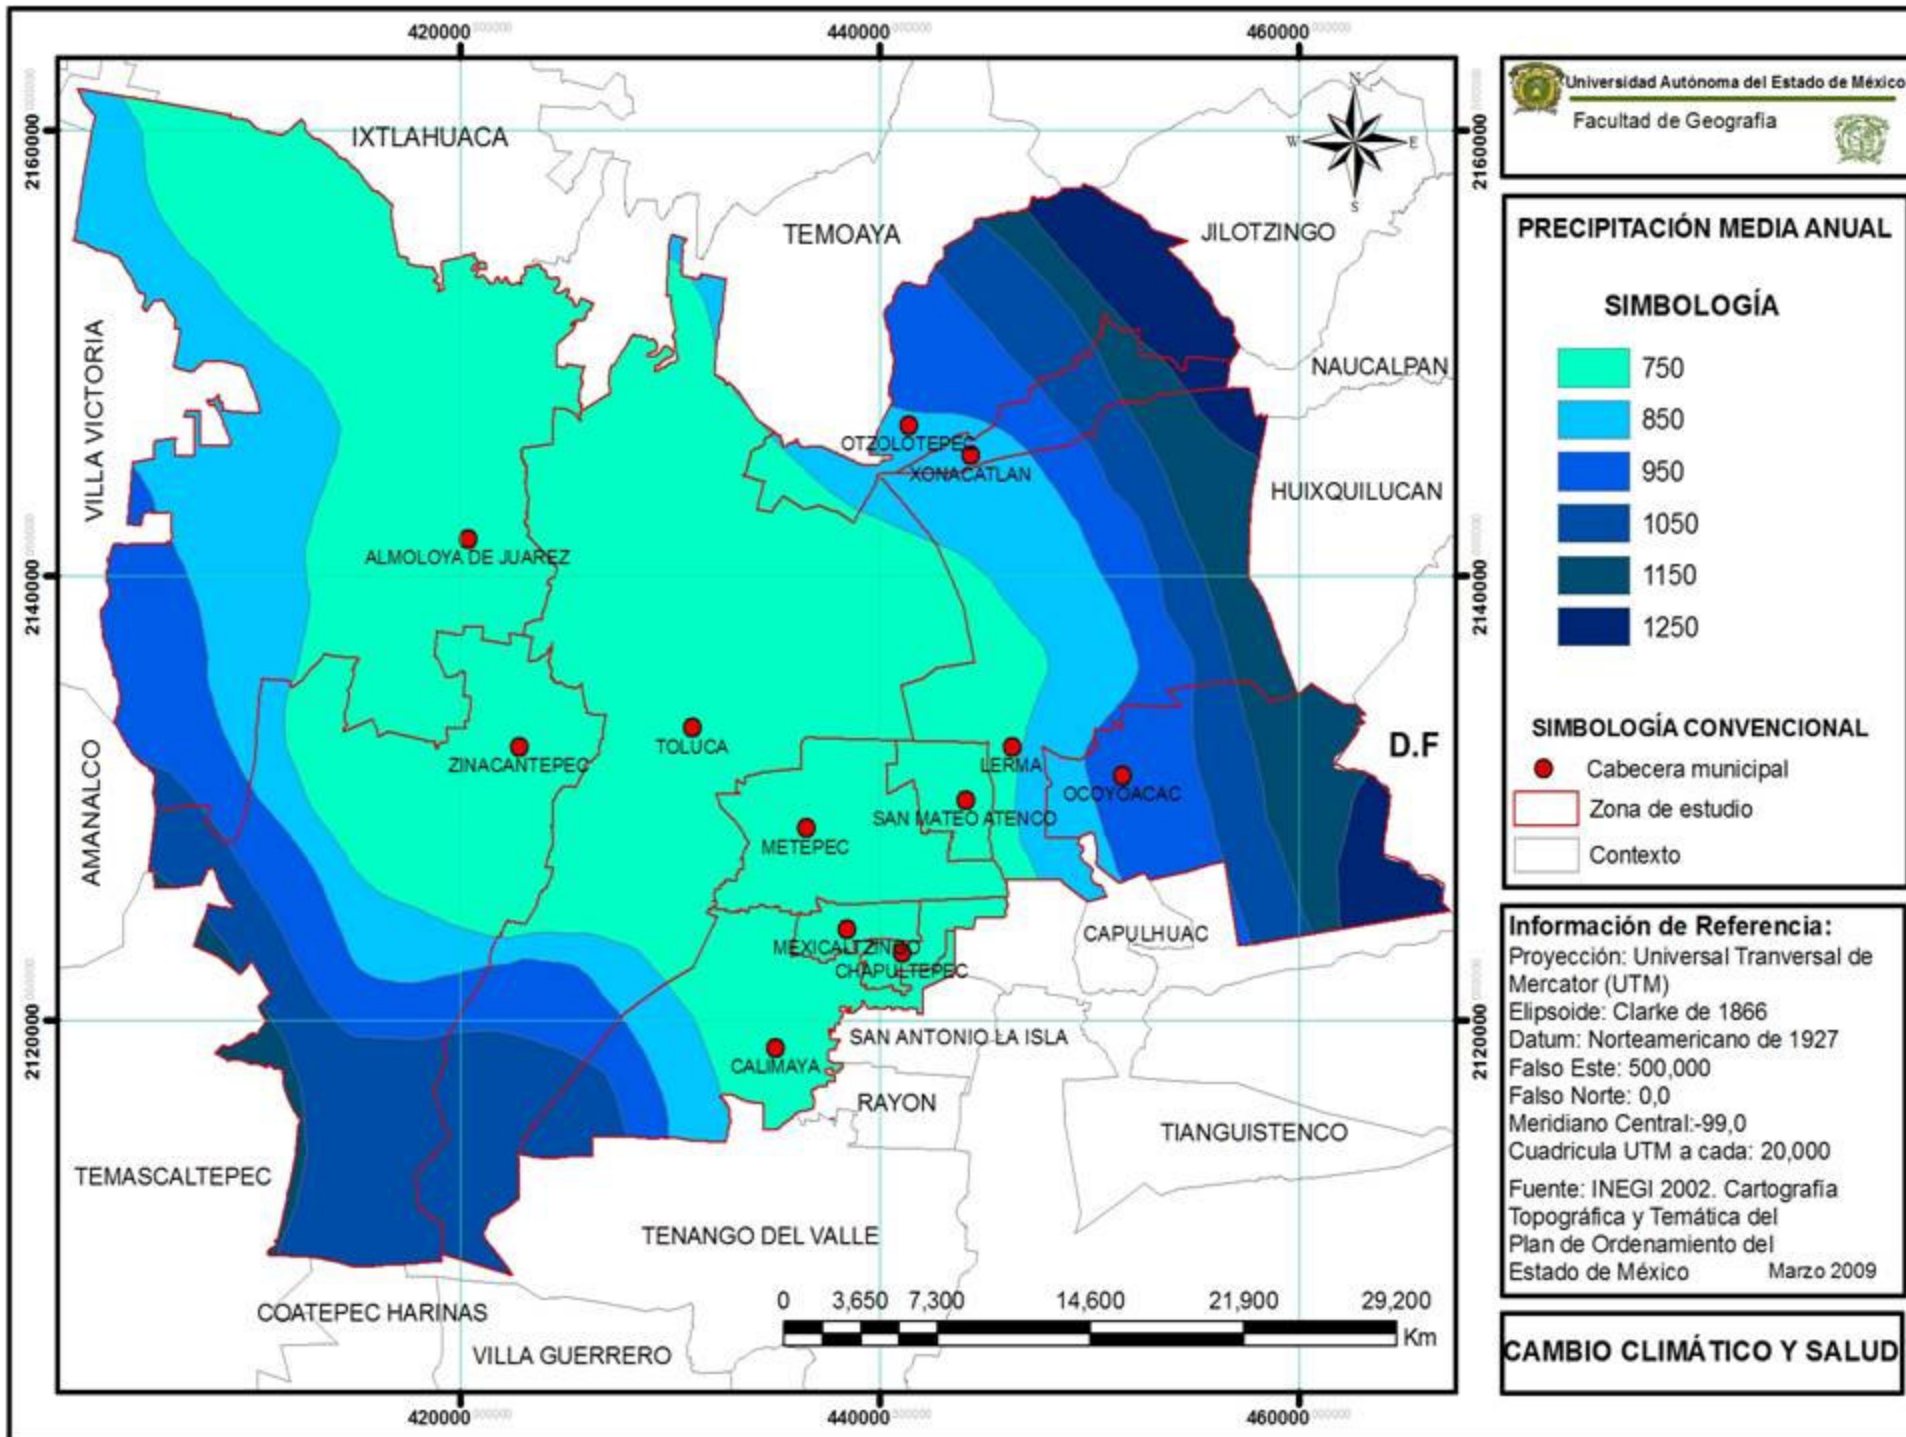 420000
440000
460000
2160000
2140000
2120000
2160000
2140000
2120000
420000
440000
460000
N
W
E
S
IXTLAHUACA
TEMOAYA
JILOTZINGO
NAUCALPAN
VILLA VICTORIA
OTZOLOTEPEC
XONACATLAN
HUIXQUILUCAN
ALMOLOYA DE JUAREZ
AMANALCO
ZINACANTEPEC
TOLUCA
LERMA
D.F
OCOYOACAC
SAN MATEO ATENCO
METEPEC
MEXICALTZINGO
CHAPULTEPEC
CAPULHUAC
SAN ANTONIO LA ISLA
CALIMAYA
RAYON
TIANGUISTENCO
TEMASCALTEPEC
TENANGO DEL VALLE
COATEPEC HARINAS
VILLA GUERRERO
0 3,650 7,300 14,600 21,900 29,200
Km
Universidad Autónoma del Estado de México
Facultad de Geografía
PRECIPITACIÓN MEDIA ANUAL
SIMBOLOGÍA
750
850
950
1050
1150
1250
SIMBOLOGÍA CONVENCIONAL
Cabecera municipal
Zona de estudio
Contexto
Información de Referencia:
Proyección: Universal Tranversal de
Mercator (UTM)
Elipsoide: Clarke de 1866
Datum: Norteamericano de 1927
Falso Este: 500,000
Falso Norte: 0,0
Meridiano Central:-99,0
Cuadricula UTM a cada: 20,000
Fuente: INEGI 2002. Cartografía
Topográfica y Temática del
Plan de Ordenamiento del
Estado de México Marzo 2009
CAMBIO CLIMÁTICO Y SALUD